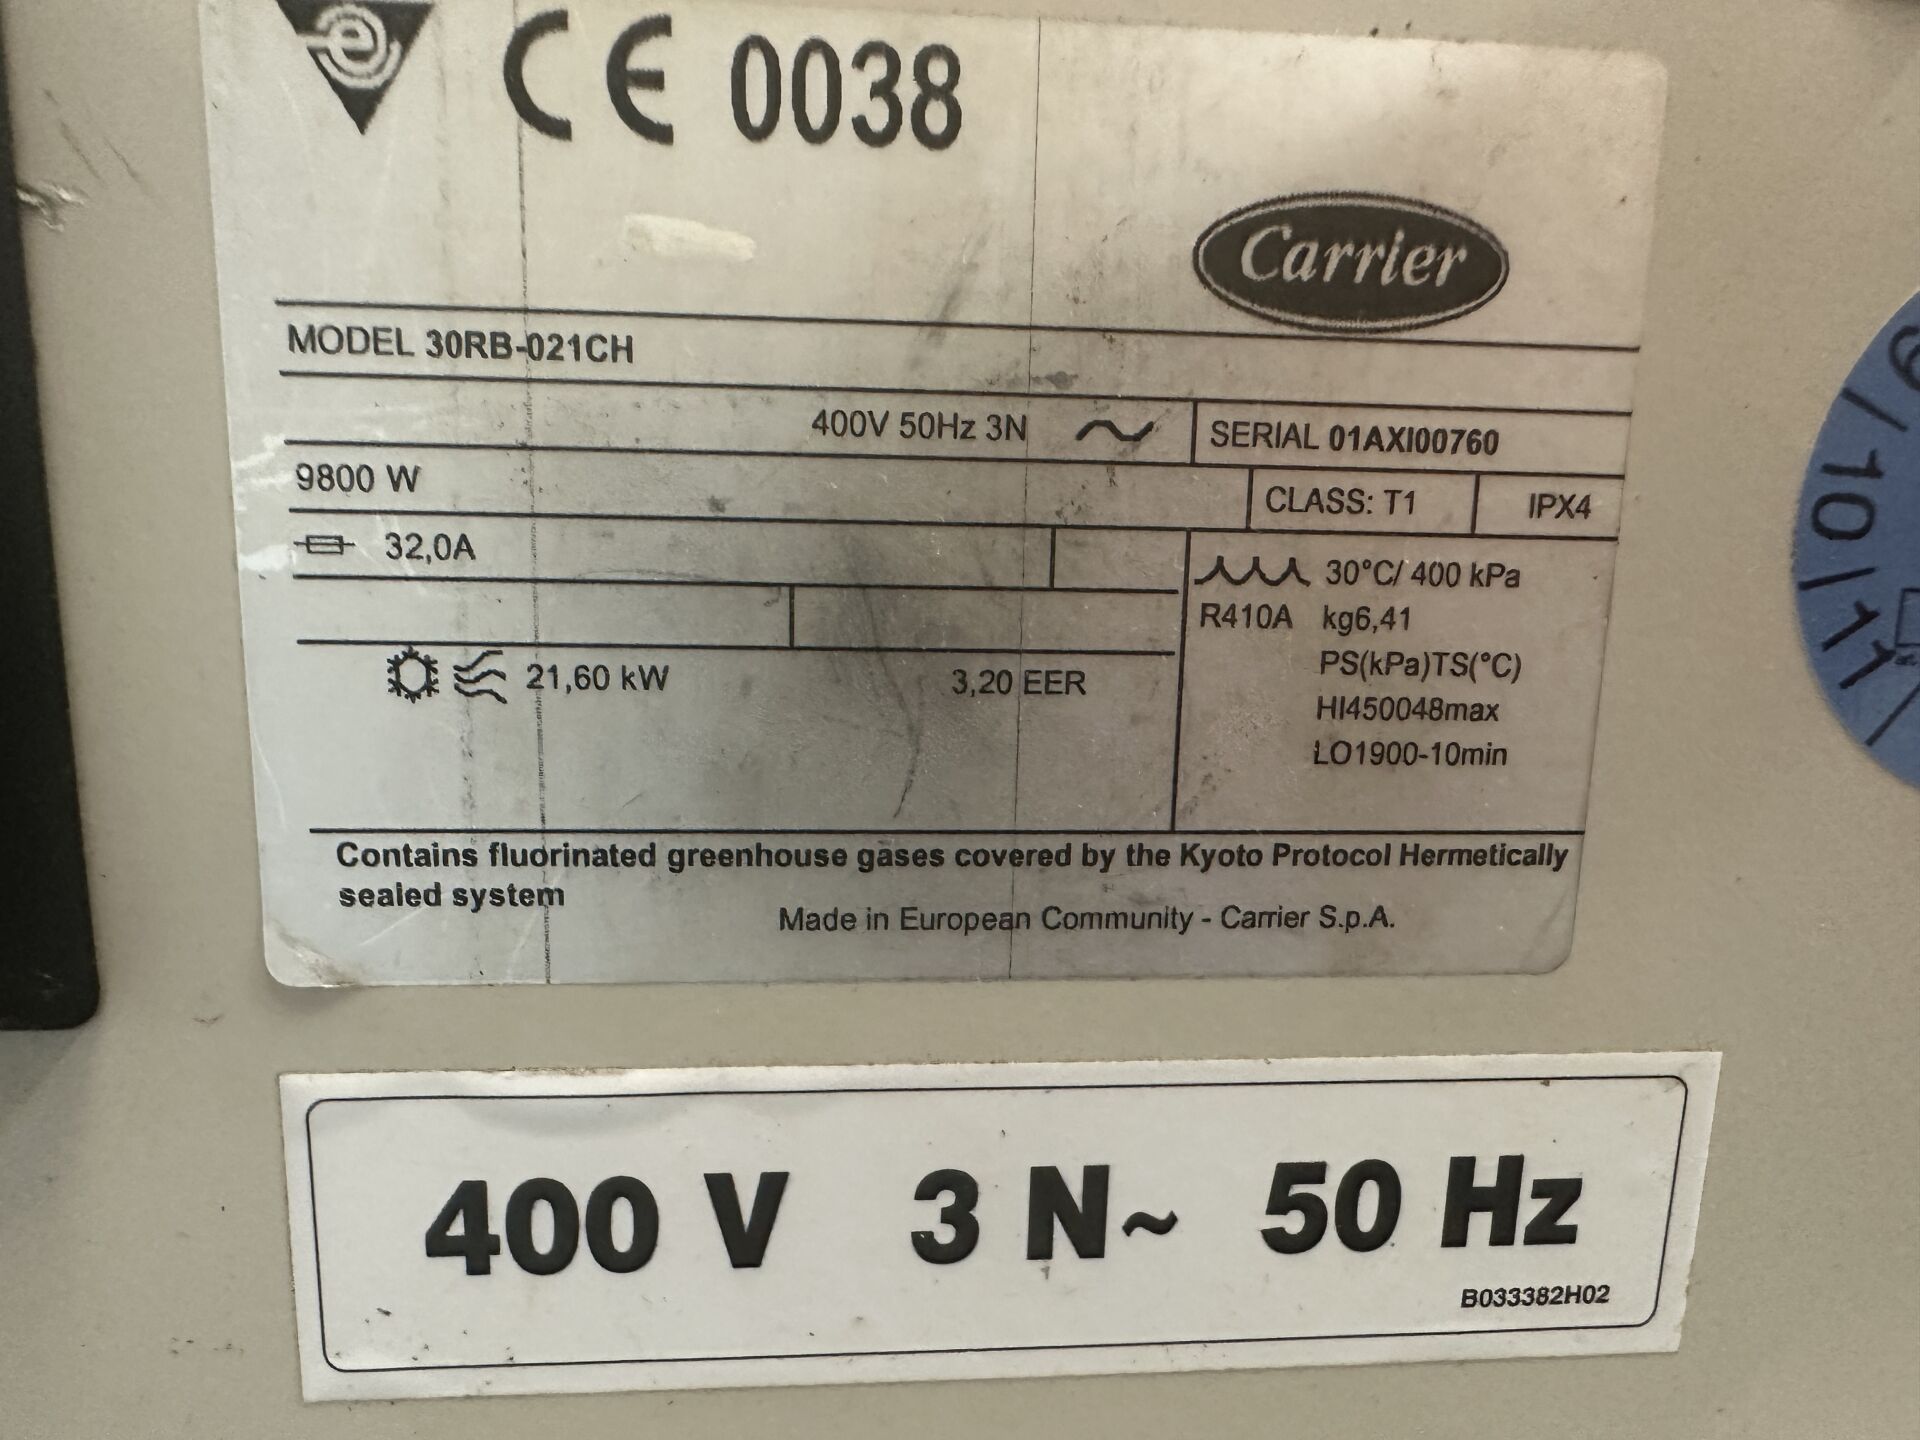 e
CE 0038
Carrier
MODEL 30RB-021CH
400V 50Hz 3N ~
SERIAL 01AXI00760
9800 W
CLASS: T1
IPX4
32,0A
30°C/ 400 kPa
R410A kg6,41
PS(kPa)TS(°C)
HI450048max
LO1900-10min
21,60 kW
3,20 EER
Contains fluorinated greenhouse gases covered by the Kyoto Protocol Hermetically
sealed system
Made in European Community - Carrier S.p.A.
400 V 3 N~ 50 Hz
B033382H02
9/10/11